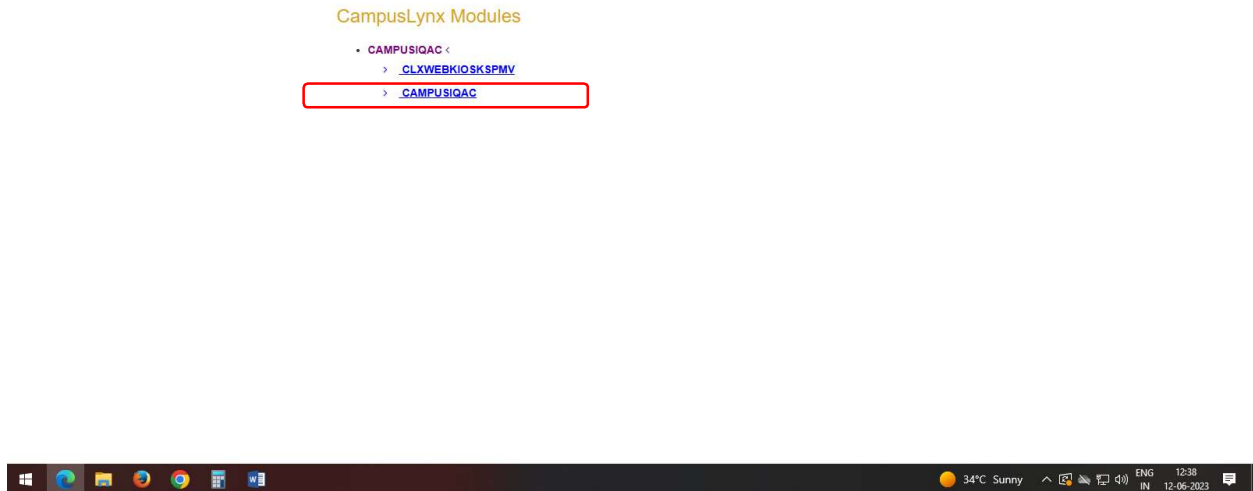 CampusLynx Modules
• CAMPUSIQAC <
> CLXWEBKIOSKSPMV
> CAMPUSIQAC
34°C Sunny
ENG
IN
12:38
12-06-2023